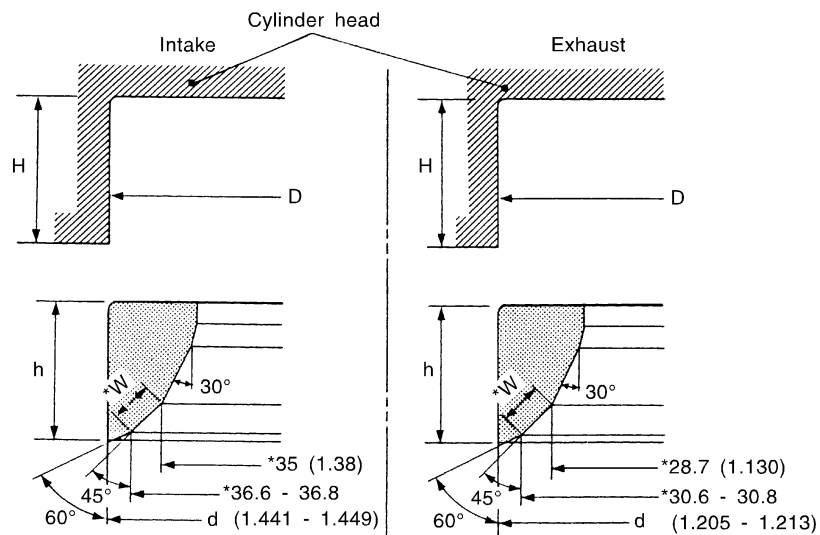 Cylinder head
Intake
Exhaust
H
D
H
D
h
*W
30°
*35 (1.38)
45°
*36.6 - 36.8
60°
d (1.441 - 1.449)
h
*W
30°
*28.7 (1.130)
45°
*30.6 - 30.8
60°
d (1.205 - 1.213)